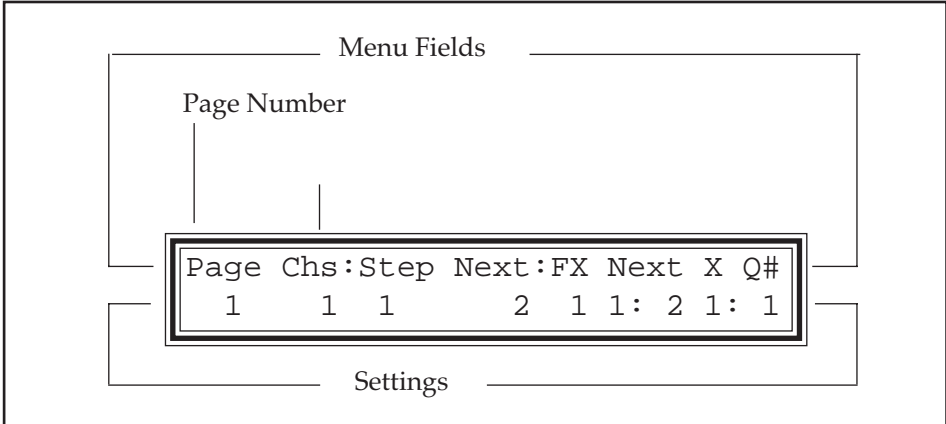 Menu Fields
Page Number
Page Chs:Step Next:FX Next X Q#
1 1 1 2 1 1: 2 1: 1
Settings